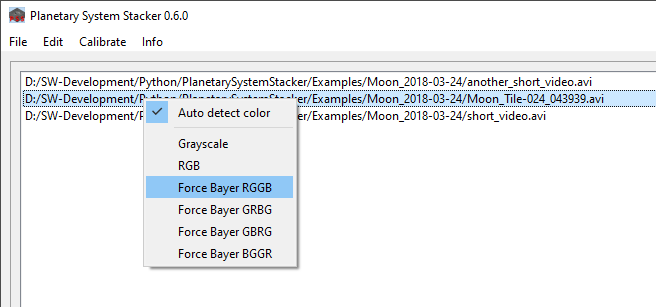 Planetary System Stacker 0.6.0
File Edit Calibrate Info
D:/SW-Development/Python/PlanetarySystemStacker/Examples/Moon_2018-03-24/another_short_video.avi
D:/SW-Development/Python/PlanetarySystemStacker/Examples/Moon_2018-03-24/Moon_Tile-024_043939.avi
D:/SW-Development/P PlanetarySystemStacker/Examples/Moon_2018-03-24/short_video.avi
Auto detect color
Grayscale
RGB
Force Bayer RGGB
Force Bayer GRBG
Force Bayer GBRG
Force Bayer BGGR